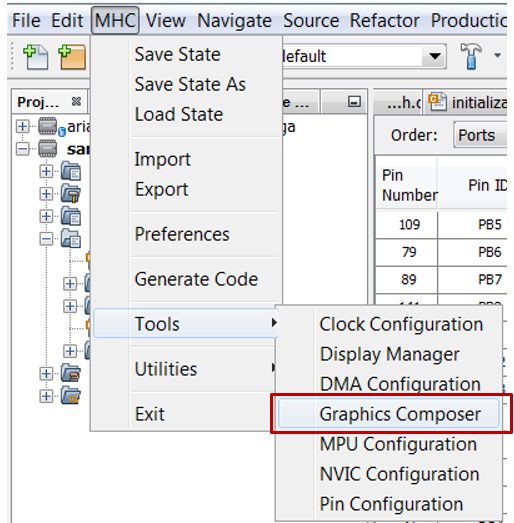 File Edit MHC View Navigate Source Refactor Productio
Save State
Save State As
Load State
Import
Export
Preferences
Generate Code
Tools
Utilities
Exit
Clock Configuration
Display Manager
DMA Configuration
Graphics Composer
MPU Configuration
NVIC Configuration
Pin Configuration
efault
Proj...
e ...
...h.c
initializa
aria
ga
sa
Order: Ports
Pin Number Pin ID
109 PB5
79 PB6
89 PB7